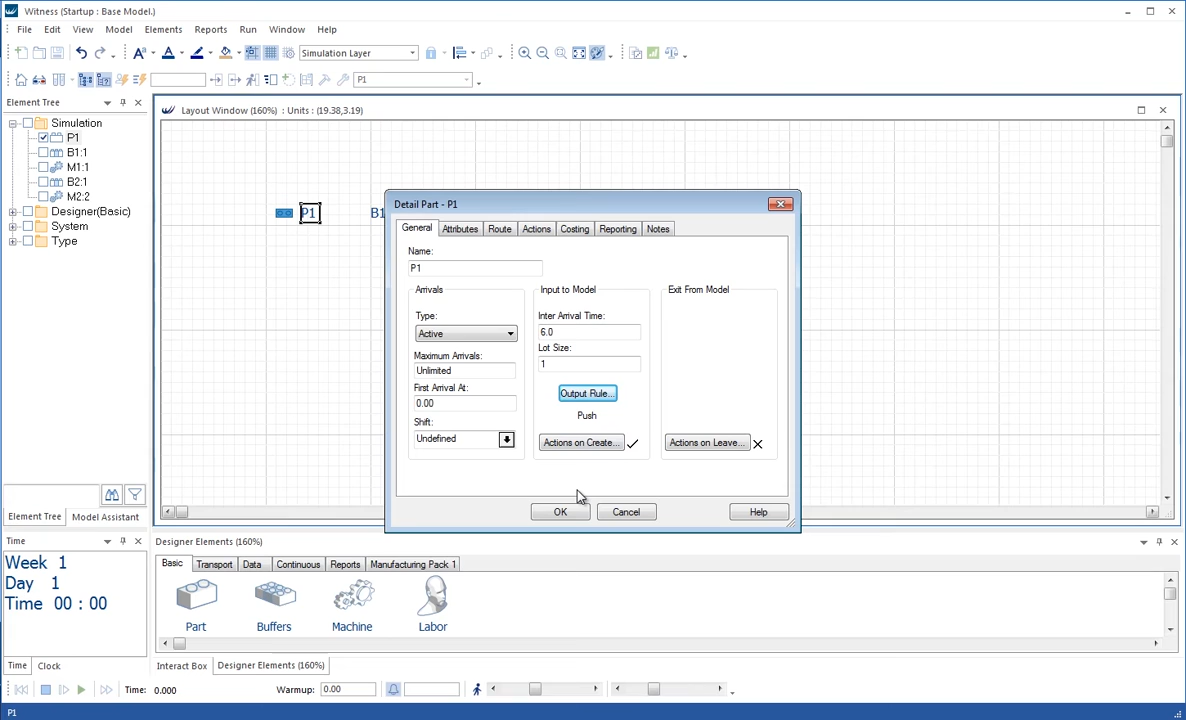 Witness (Startup : Base Model.)
File Edit View Model Elements Reports Run Window Help
Simulation Layer
P1
Element Tree
Layout Window (160%) : Units : (19.38,3.19)
Simulation
P1
B1:1
M1:1
B2:1
M2:2
Designer(Basic)
System
Type
P1
B1
Detail Part - P1
General Attributes Route Actions Costing Reporting Notes
Name:
P1
Arrivals
Input to Model
Exit From Model
Type:
Active
Inter Arrival Time:
6.0
Maximum Arrivals:
Unlimited
Lot Size:
1
First Arrival At:
0.00
Output Rule...
Push
Shift:
Undefined
Actions on Create...
Actions on Leave...
OK Cancel Help
Element Tree Model Assistant
Time
Week 1
Day 1
Time 00 : 00
Time Clock
Designer Elements (160%)
Basic Transport Data Continuous Reports Manufacturing Pack 1
Part Buffers Machine Labor
Interact Box Designer Elements (160%)
Time: 0.000 Warmup: 0.00
P1